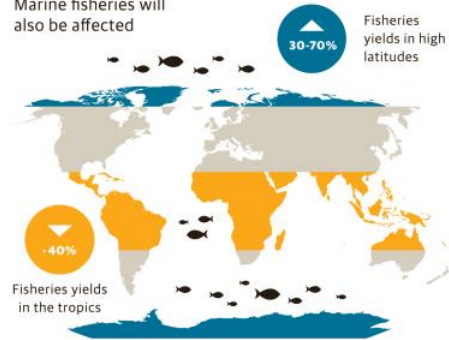 Marine fisheries will
also be affected
30-70%
Fisheries
yields in high
latitudes
-40%
Fisheries yields
in the tropics